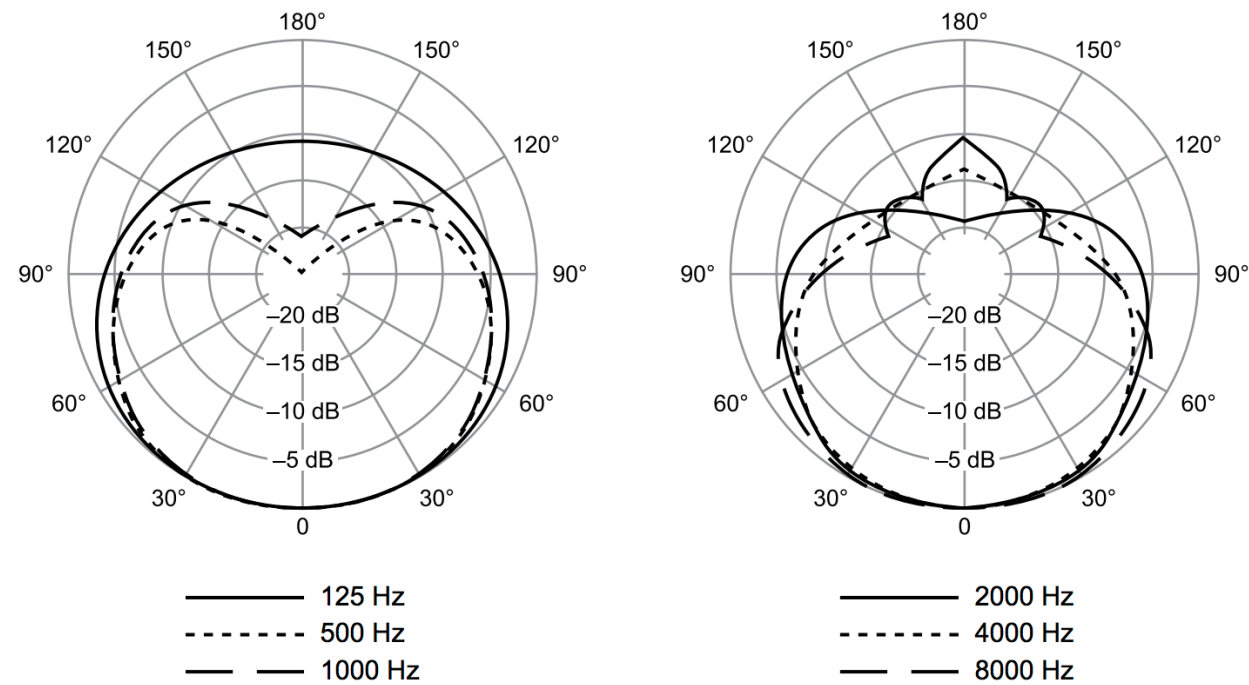 180°
150° 150°
120° 120°
90° 90°
–20 dB
–15 dB
60° 60°
–10 dB
–5 dB
30° 30°
0
125 Hz
500 Hz
1000 Hz
180°
150° 150°
120° 120°
90° 90°
–20 dB
–15 dB
60° 60°
–10 dB
–5 dB
30° 30°
0
2000 Hz
4000 Hz
8000 Hz